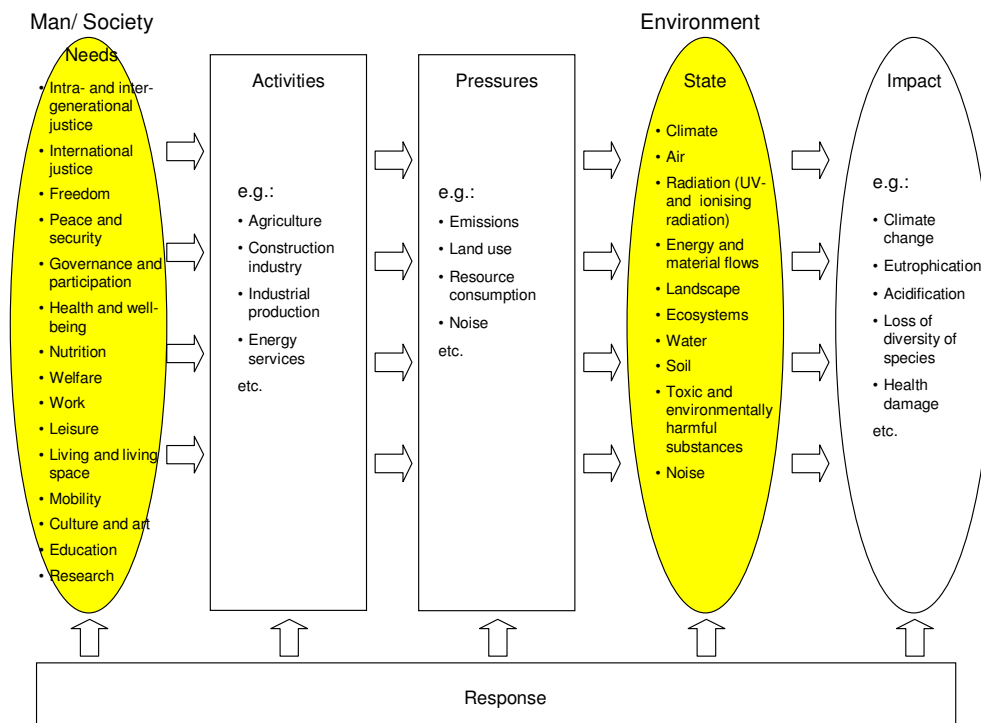 Man/ Society
Environment
Needs
• Intra- and inter-
generational
justice
• International
justice
• Freedom
• Peace and
security
• Governance and
participation
• Health and well-
being
• Nutrition
• Welfare
• Work
• Leisure
• Living and living
space
• Mobility
• Culture and art
• Education
• Research
Activities
e.g.:
• Agriculture
• Construction
industry
• Industrial
production
• Energy
services
etc.
Pressures
e.g.:
• Emissions
• Land use
• Resource
consumption
• Noise
etc.
State
• Climate
• Air
• Radiation (UV-
and ionising
radiation)
• Energy and
material flows
• Landscape
• Ecosystems
• Water
• Soil
• Toxic and
environmentally
harmful
substances
• Noise
Impact
e.g.:
• Climate
change
• Eutrophication
• Acidification
• Loss of
diversity of
species
• Health
damage
etc.
Response